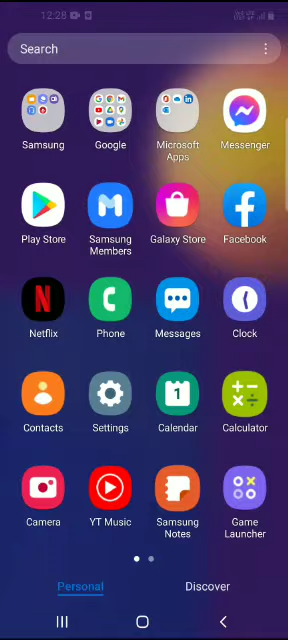 12:28
Search
Samsung
Google
Microsoft
Apps
Messenger
Play Store
Samsung
Members
Galaxy Store
Facebook
Netflix
Phone
Messages
Clock
Contacts
Settings
1
Calendar
Calculator
Camera
YT Music
Samsung
Notes
Game
Launcher
Personal
Discover